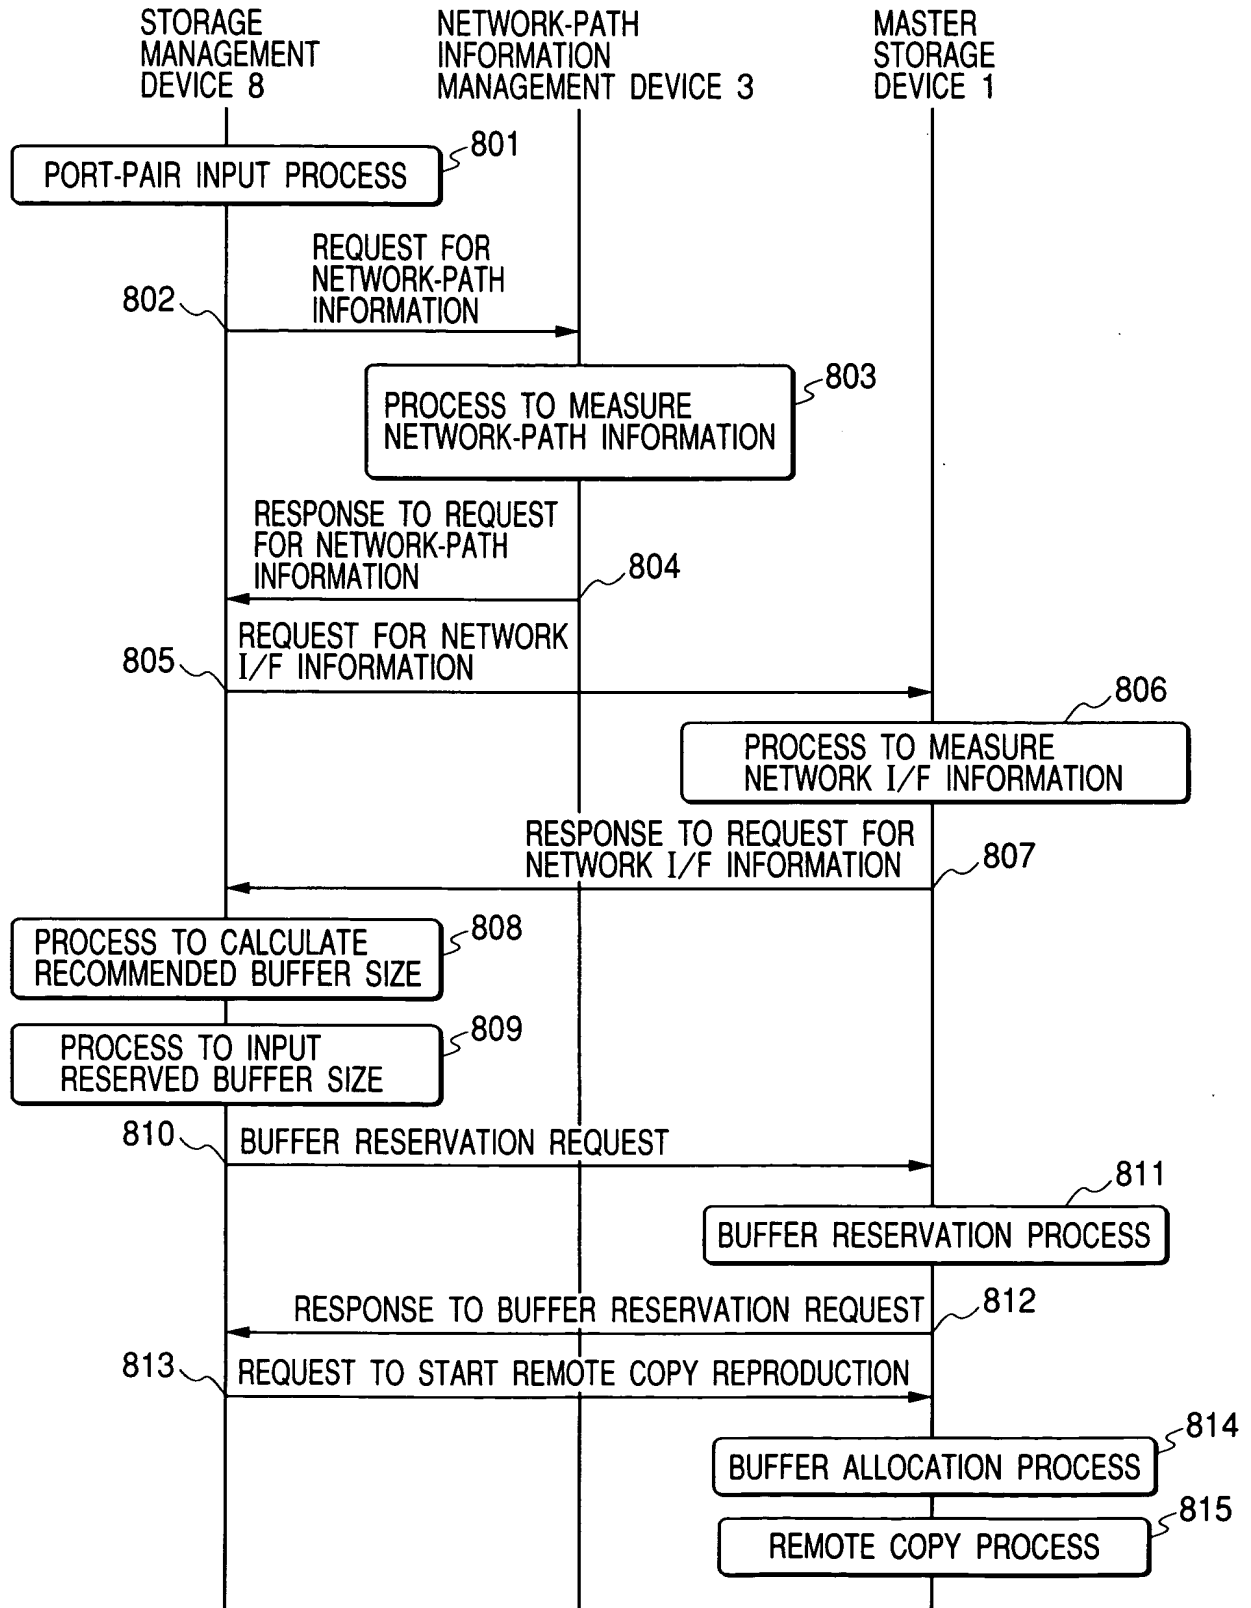 STORAGE
MANAGEMENT
DEVICE 8
NETWORK-PATH
INFORMATION
MANAGEMENT DEVICE 3
MASTER
STORAGE
DEVICE 1
801
PORT-PAIR INPUT PROCESS
REQUEST FOR
NETWORK-PATH
INFORMATION
802
803
PROCESS TO MEASURE
NETWORK-PATH INFORMATION
RESPONSE TO REQUEST
FOR NETWORK-PATH
INFORMATION
804
REQUEST FOR NETWORK
I/F INFORMATION
805
806
PROCESS TO MEASURE
NETWORK I/F INFORMATION
RESPONSE TO REQUEST FOR
NETWORK I/F INFORMATION
807
808
PROCESS TO CALCULATE
RECOMMENDED BUFFER SIZE
809
PROCESS TO INPUT
RESERVED BUFFER SIZE
810
BUFFER RESERVATION REQUEST
811
BUFFER RESERVATION PROCESS
RESPONSE TO BUFFER RESERVATION REQUEST
812
813
REQUEST TO START REMOTE COPY REPRODUCTION
814
BUFFER ALLOCATION PROCESS
815
REMOTE COPY PROCESS